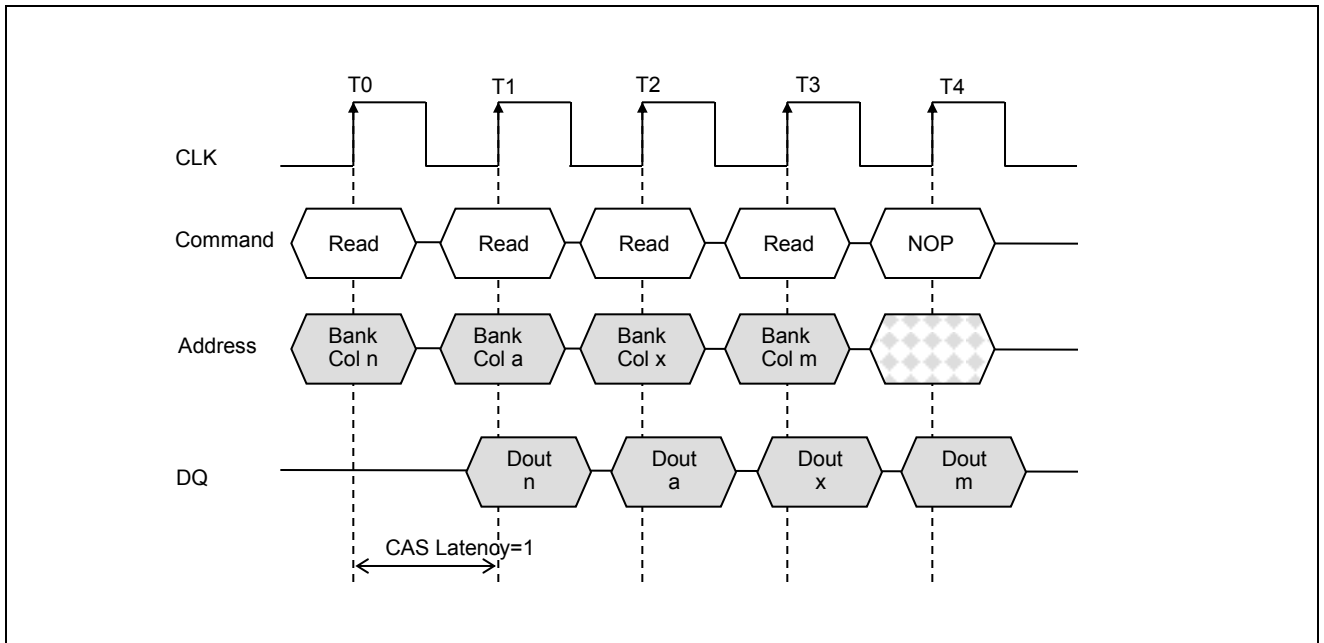 T0 T1 T2 T3 T4
CLK
Command Read Read Read Read NOP
Address Bank Bank Bank Bank
Col n Col a Col x Col m
DQ Dout Dout Dout Dout
n a x m
CAS Latency=1